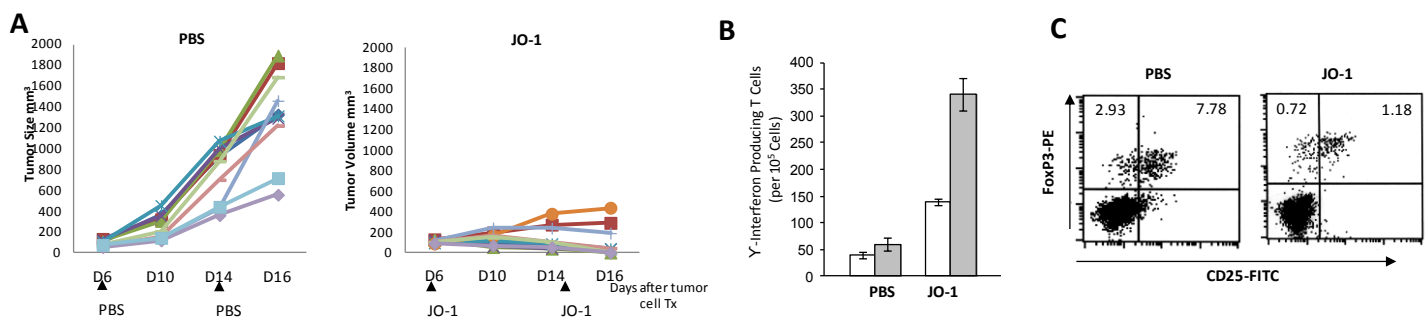 A
PBS
Tumor Size mm³
2000
1800
1600
1400
1200
1000
800
600
400
200
0
D6
D10
D14
D16
PBS
PBS
JO-1
Tumor Volume mm³
2000
1800
1600
1400
1200
1000
800
600
400
200
0
D6
D10
D14
D16
Days after tumor
cell Tx
JO-1
JO-1
B
Ƴ-Interferon Producing T Cells
(per 10⁵ Cells)
400
350
300
250
200
150
100
50
0
PBS
JO-1
C
PBS
JO-1
FoxP3-PE
2.93
7.78
0.72
1.18
CD25-FITC